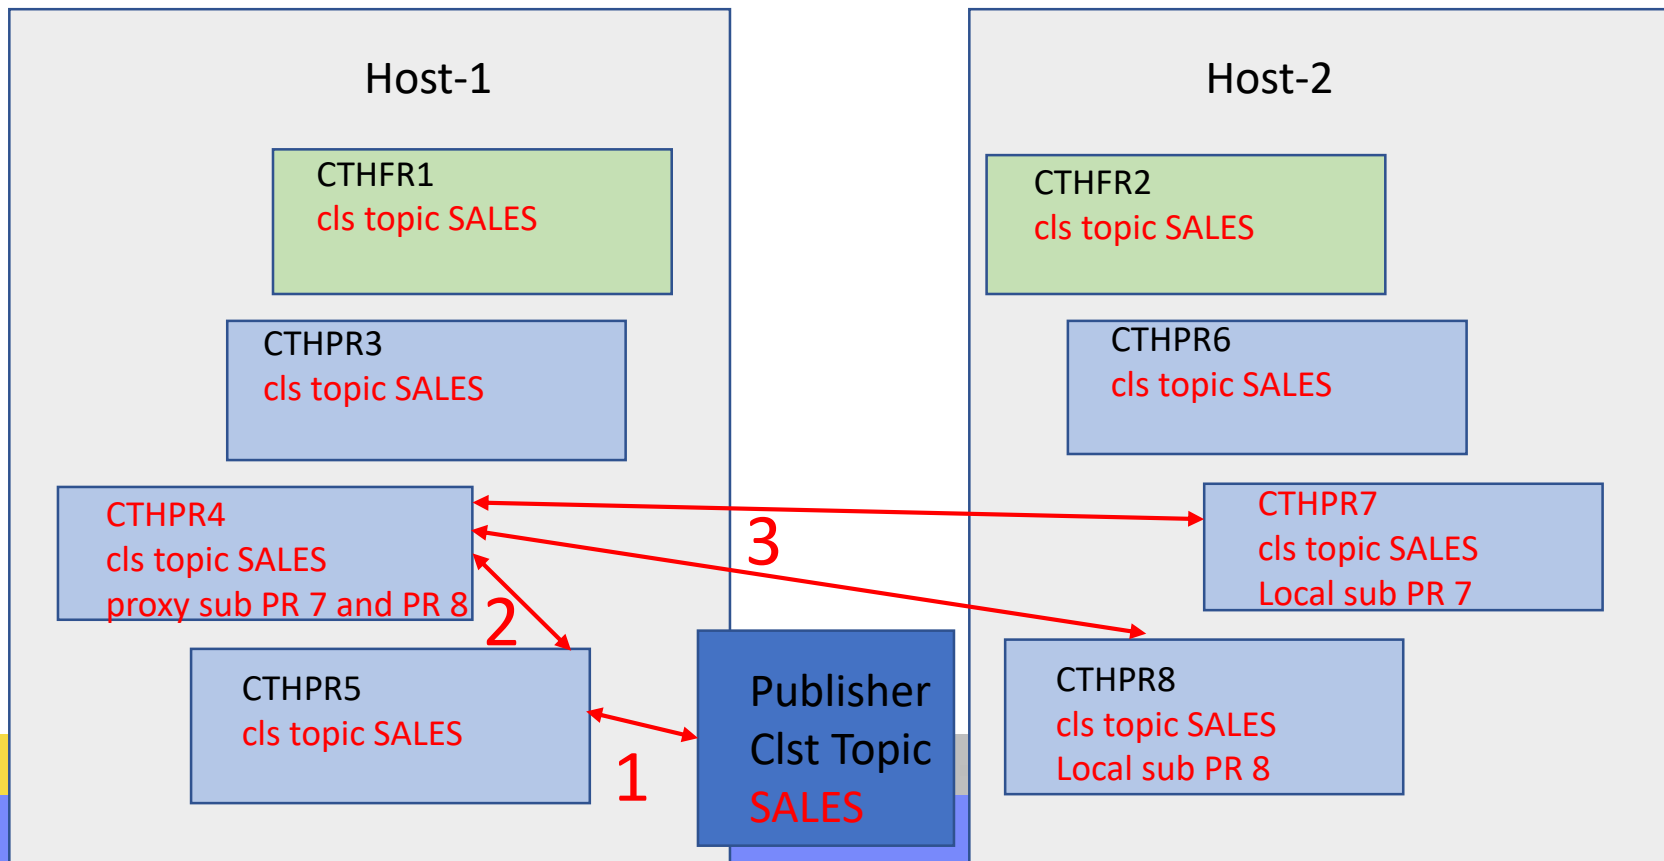 Host-1
CTHFR1
cls topic SALES
CTHPR3
cls topic SALES
CTHPR4
cls topic SALES
proxy sub PR 7 and PR 8
CTHPR5
cls topic SALES
1
2
3
Publisher
Clst Topic
SALES
Host-2
CTHFR2
cls topic SALES
CTHPR6
cls topic SALES
CTHPR7
cls topic SALES
Local sub PR 7
CTHPR8
cls topic SALES
Local sub PR 8